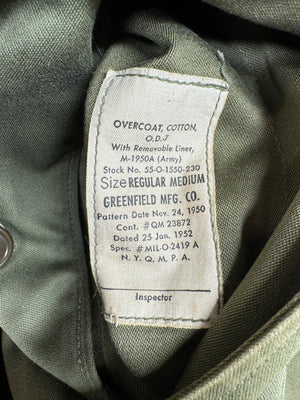 OVERCOAT, COTTON,
O.D.-7
With Removable Liner,
M-1950A (Army)
Stock No. 55-O-1550-230
Size REGULAR MEDIUM
GREENFIELD MFG. CO.
Pattern Date Nov. 24, 1950
Cont. #QM 23872
Dated 25 Jan. 1952
Spec. #MIL-O-2419 A
N. Y. Q. M. P. A.
Inspector